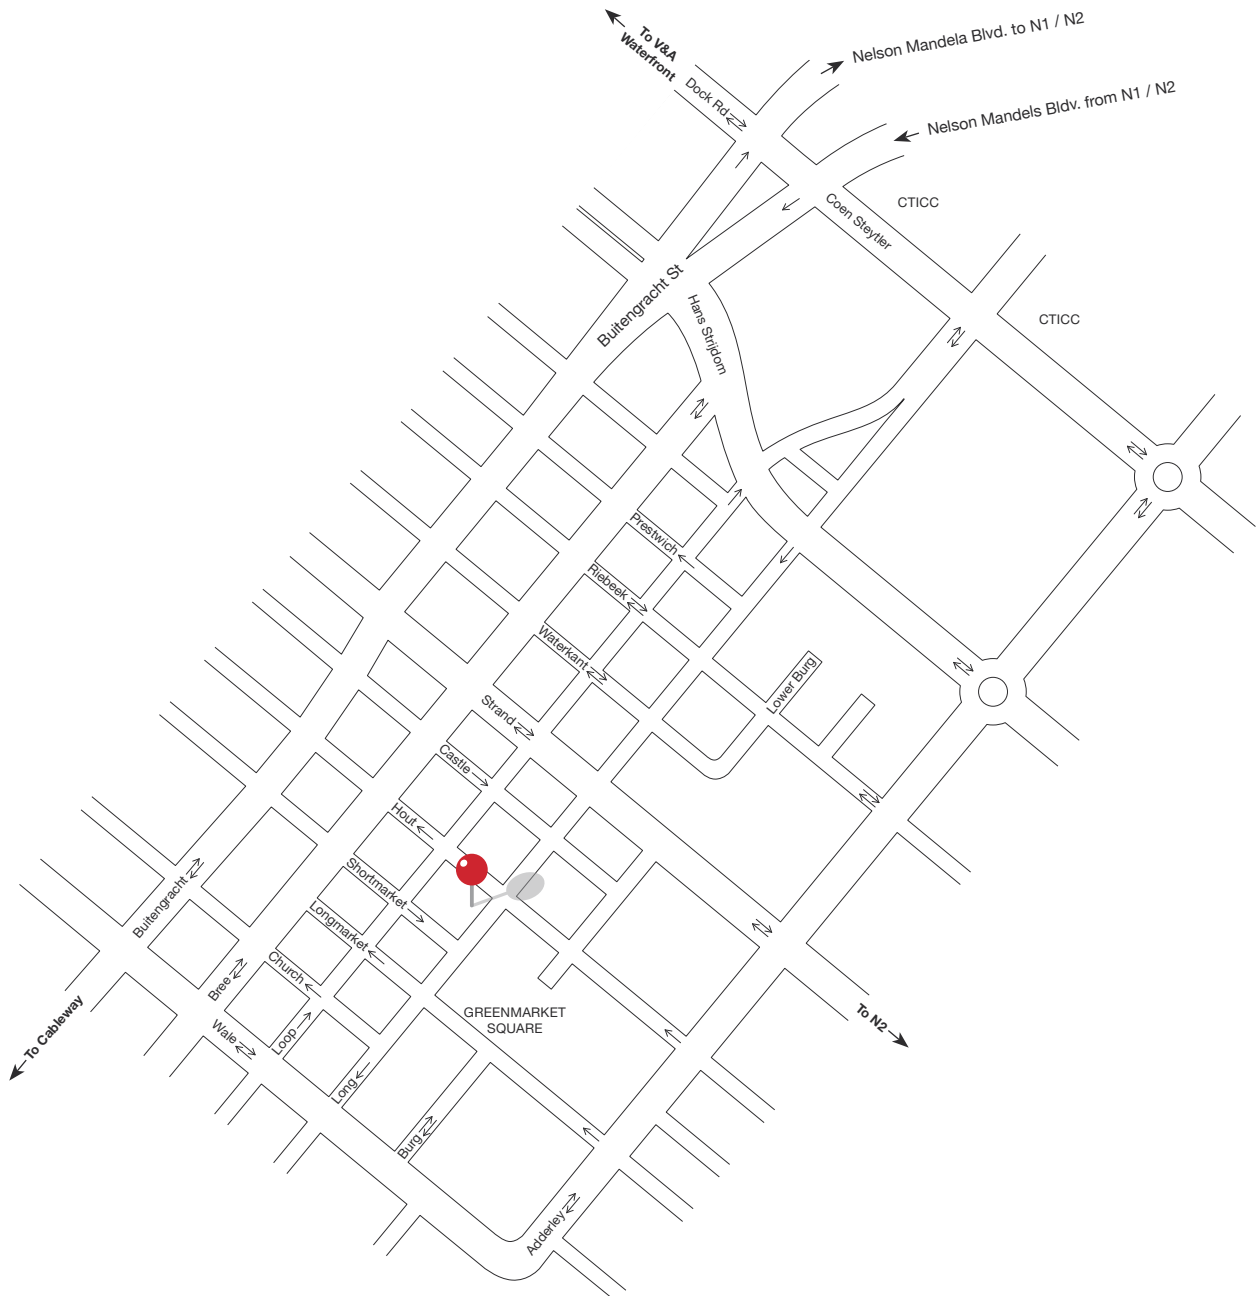 To V&A
Waterfront
Nelson Mandela Blvd. to N1 / N2
Dock Rd
Nelson Mandels Bldv. from N1 / N2
CTICC
Coen Steytler
Buitengracht St
Hans Strijdom
CTICC
Prestwich
Riebeek
Waterkant
Lower Burg
Strand
Castle
Hout
Shortmarket
Longmarket
Buitengracht
Church
Bree
GREENMARKET
SQUARE
To N2
To Cableway
Wale
Loop
Long
Burg
Adderley